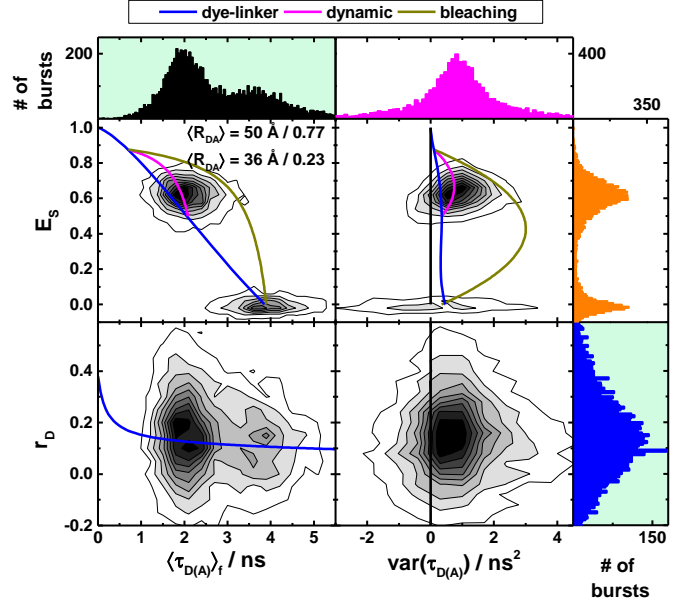 dye-linker dynamic bleaching
200
# of bursts
400
350
⟨R_DA⟩ = 50 Å / 0.77
⟨R_DA⟩ = 36 Å / 0.23
1.0
0.8
0.6
0.4
0.2
0.0
E_S
0.4
0.2
0.0
-0.2
r_D
0 1 2 3 4 5
⟨τ_D(A)⟩_f / ns
-2 0 2 4
var(τ_D(A)) / ns²
150
# of
bursts